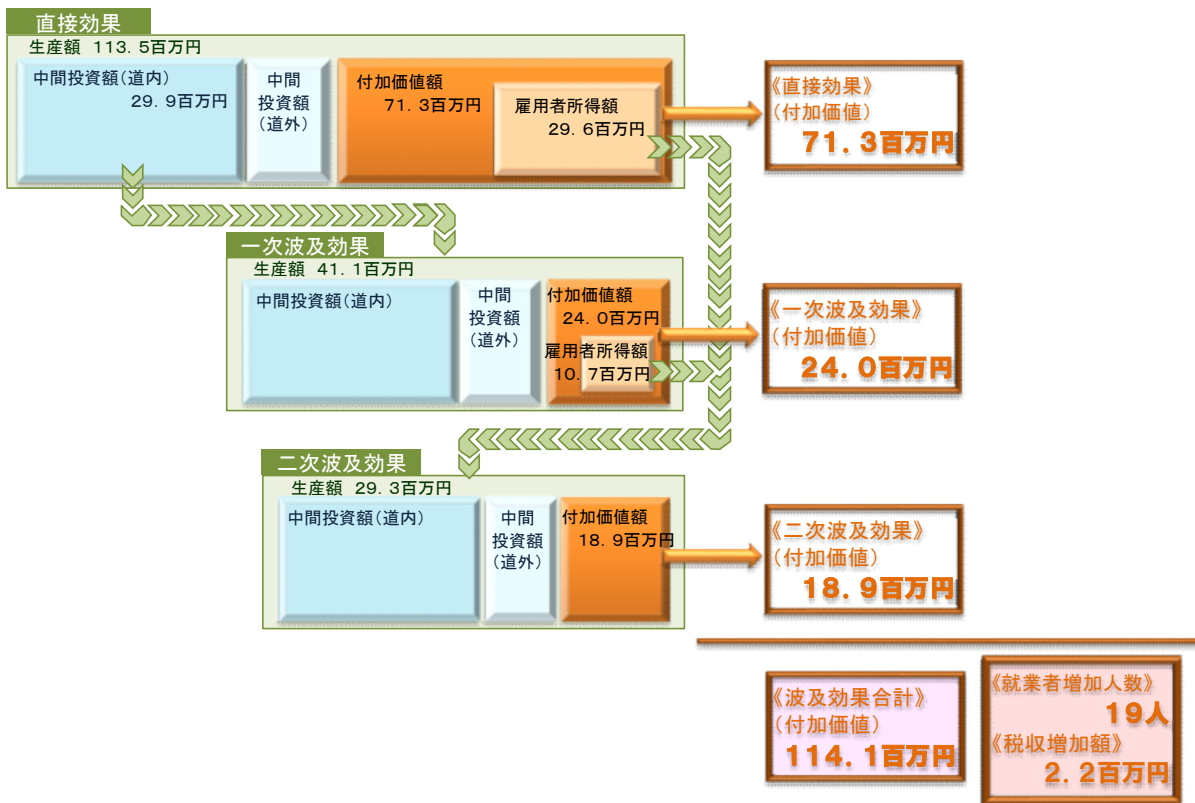 直接効果
生産額 113.5百万円
中間投資額(道内)
29.9百万円
中間
投資額
(道外)
付加価値額
71.3百万円
雇用者所得額
29.6百万円
《直接効果》
(付加価値)
71.3百万円
一次波及効果
生産額 41.1百万円
中間投資額(道内)
中間
投資額
(道外)
付加価値額
24.0百万円
雇用者所得額
10.7百万円
《一次波及効果》
(付加価値)
24.0百万円
二次波及効果
生産額 29.3百万円
中間投資額(道内)
中間
投資額
(道外)
付加価値額
18.9百万円
《二次波及効果》
(付加価値)
18.9百万円
《波及効果合計》
(付加価値)
114.1百万円
《就業者増加人数》
19人
《税収増加額》
2.2百万円